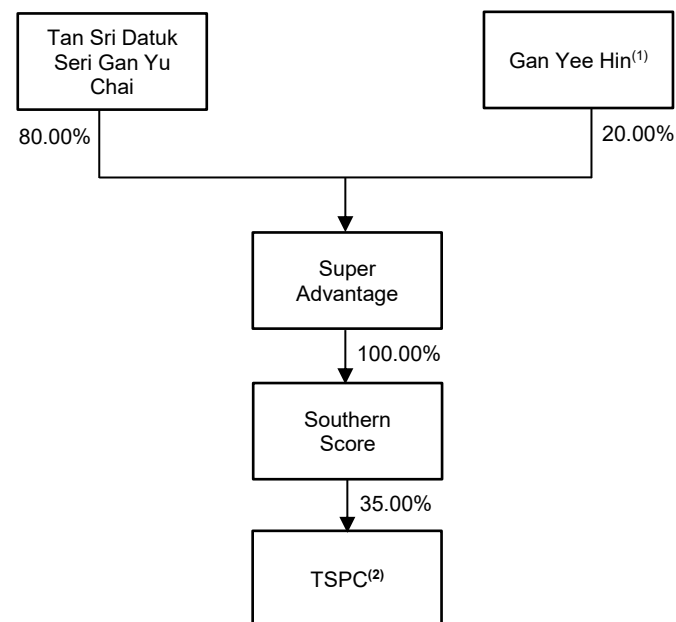 Tan Sri Datuk
Seri Gan Yu
Chai
Gan Yee Hin(1)
80.00%
20.00%
Super
Advantage
100.00%
Southern
Score
35.00%
TSPC(2)